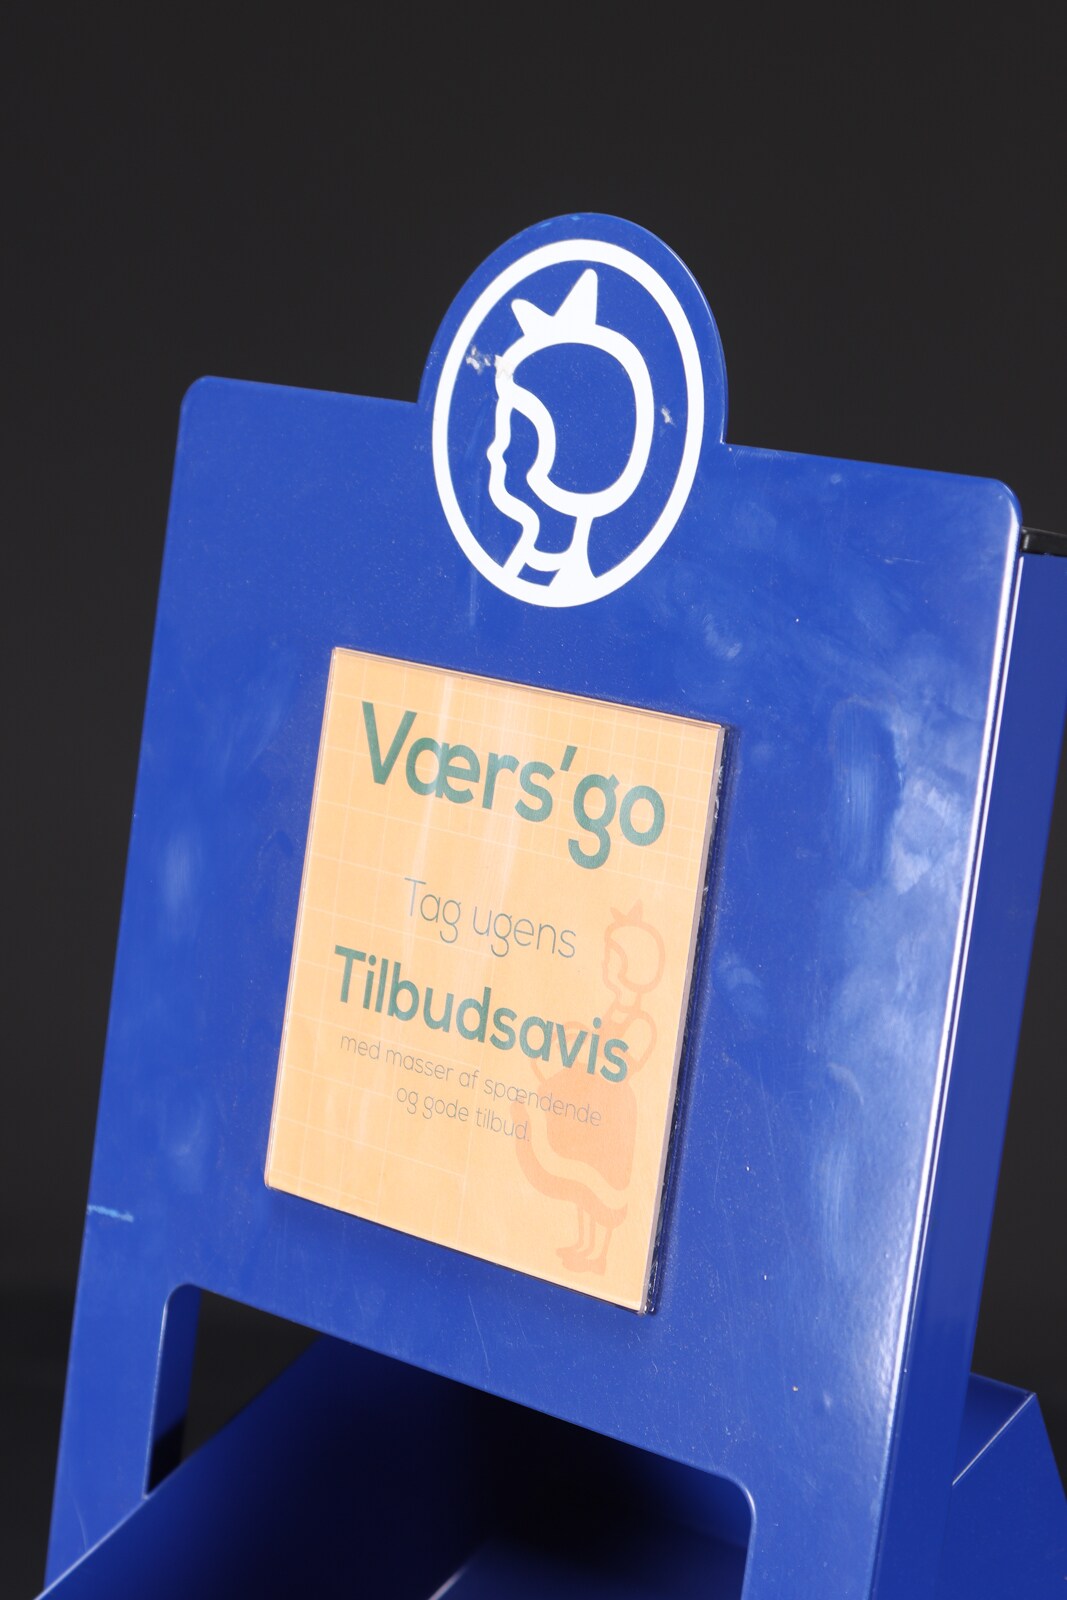 Værs'go
Tag ugens
Tilbudsavis
med masser af spændende
og gode tilbud.